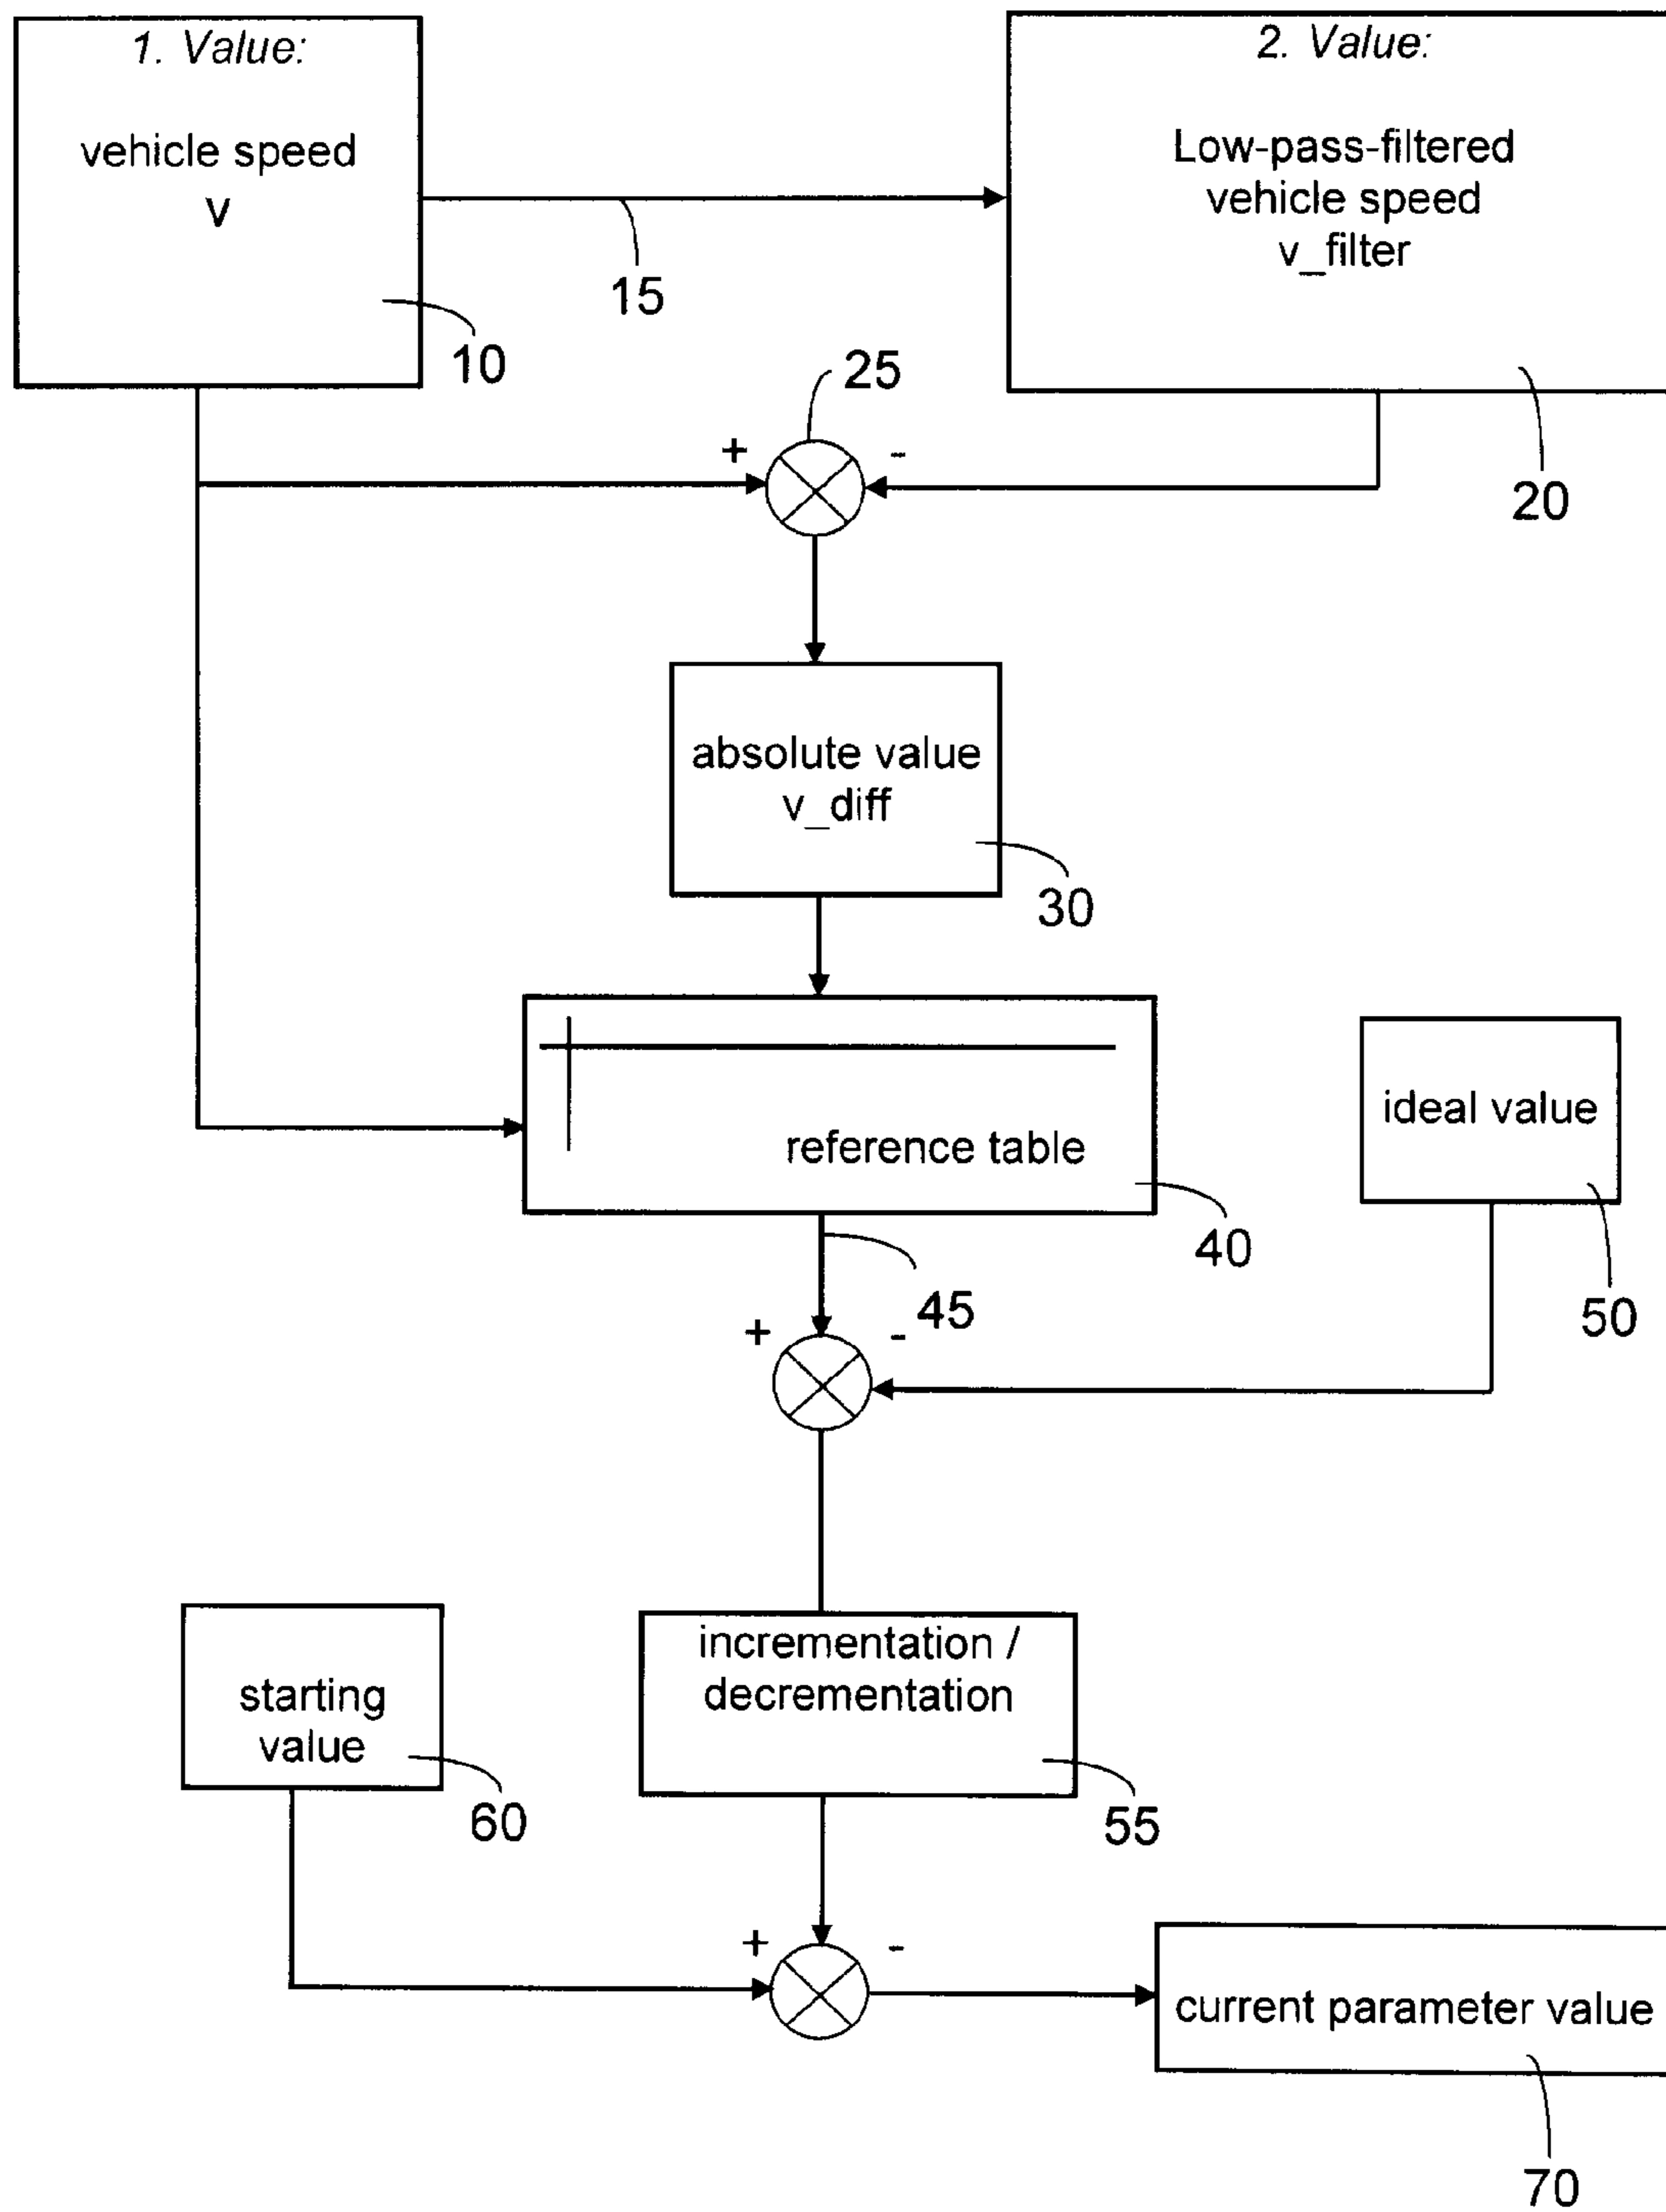 1. Value:
vehicle speed
v
2. Value:
Low-pass-filtered
vehicle speed
v_filter
15
10
25
+
-
20
absolute value
v_diff
30
reference table
ideal value
40
45
50
+
-
incrementation /
decrementation
starting
value
60
55
+
-
current parameter value
70